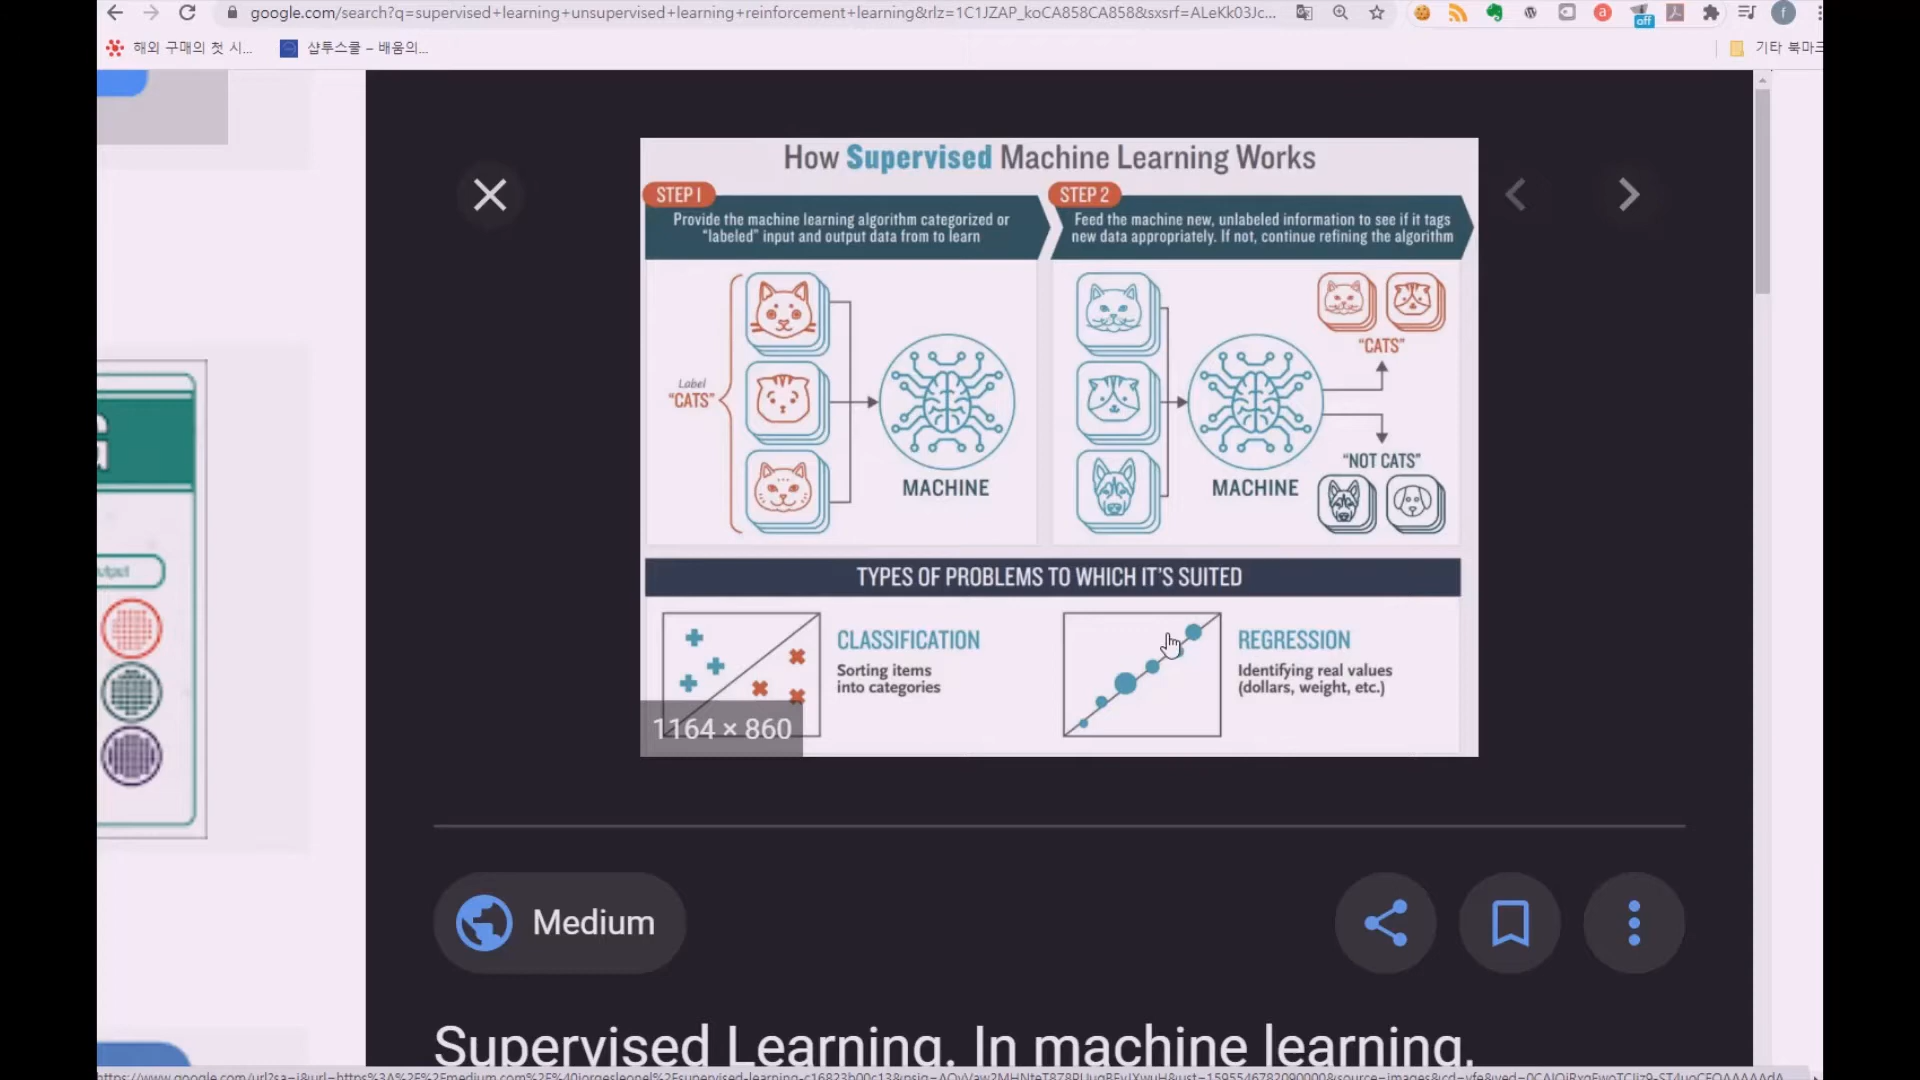 google.com/search?q=supervised+learning+unsupervised+learning+reinforcement+learning&rlz=1C1JZAP_koCA858CA858&sxsrf=ALeKk03Jc...
off
f
해외 구매의 첫 시...
샵투스쿨 – 배움의...
기타 북마크
How Supervised Machine Learning Works
STEP 1
STEP 2
Provide the machine learning algorithm categorized or
"labeled" input and output data from to learn
Feed the machine new, unlabeled information to see if it tags
new data appropriately. If not, continue refining the algorithm
Label
"CATS"
MACHINE
MACHINE
"CATS"
"NOT CATS"
G
utput
TYPES OF PROBLEMS TO WHICH IT'S SUITED
CLASSIFICATION
Sorting items
into categories
REGRESSION
Identifying real values
(dollars, weight, etc.)
1164 × 860
Medium
Supervised Learning. In machine learning,